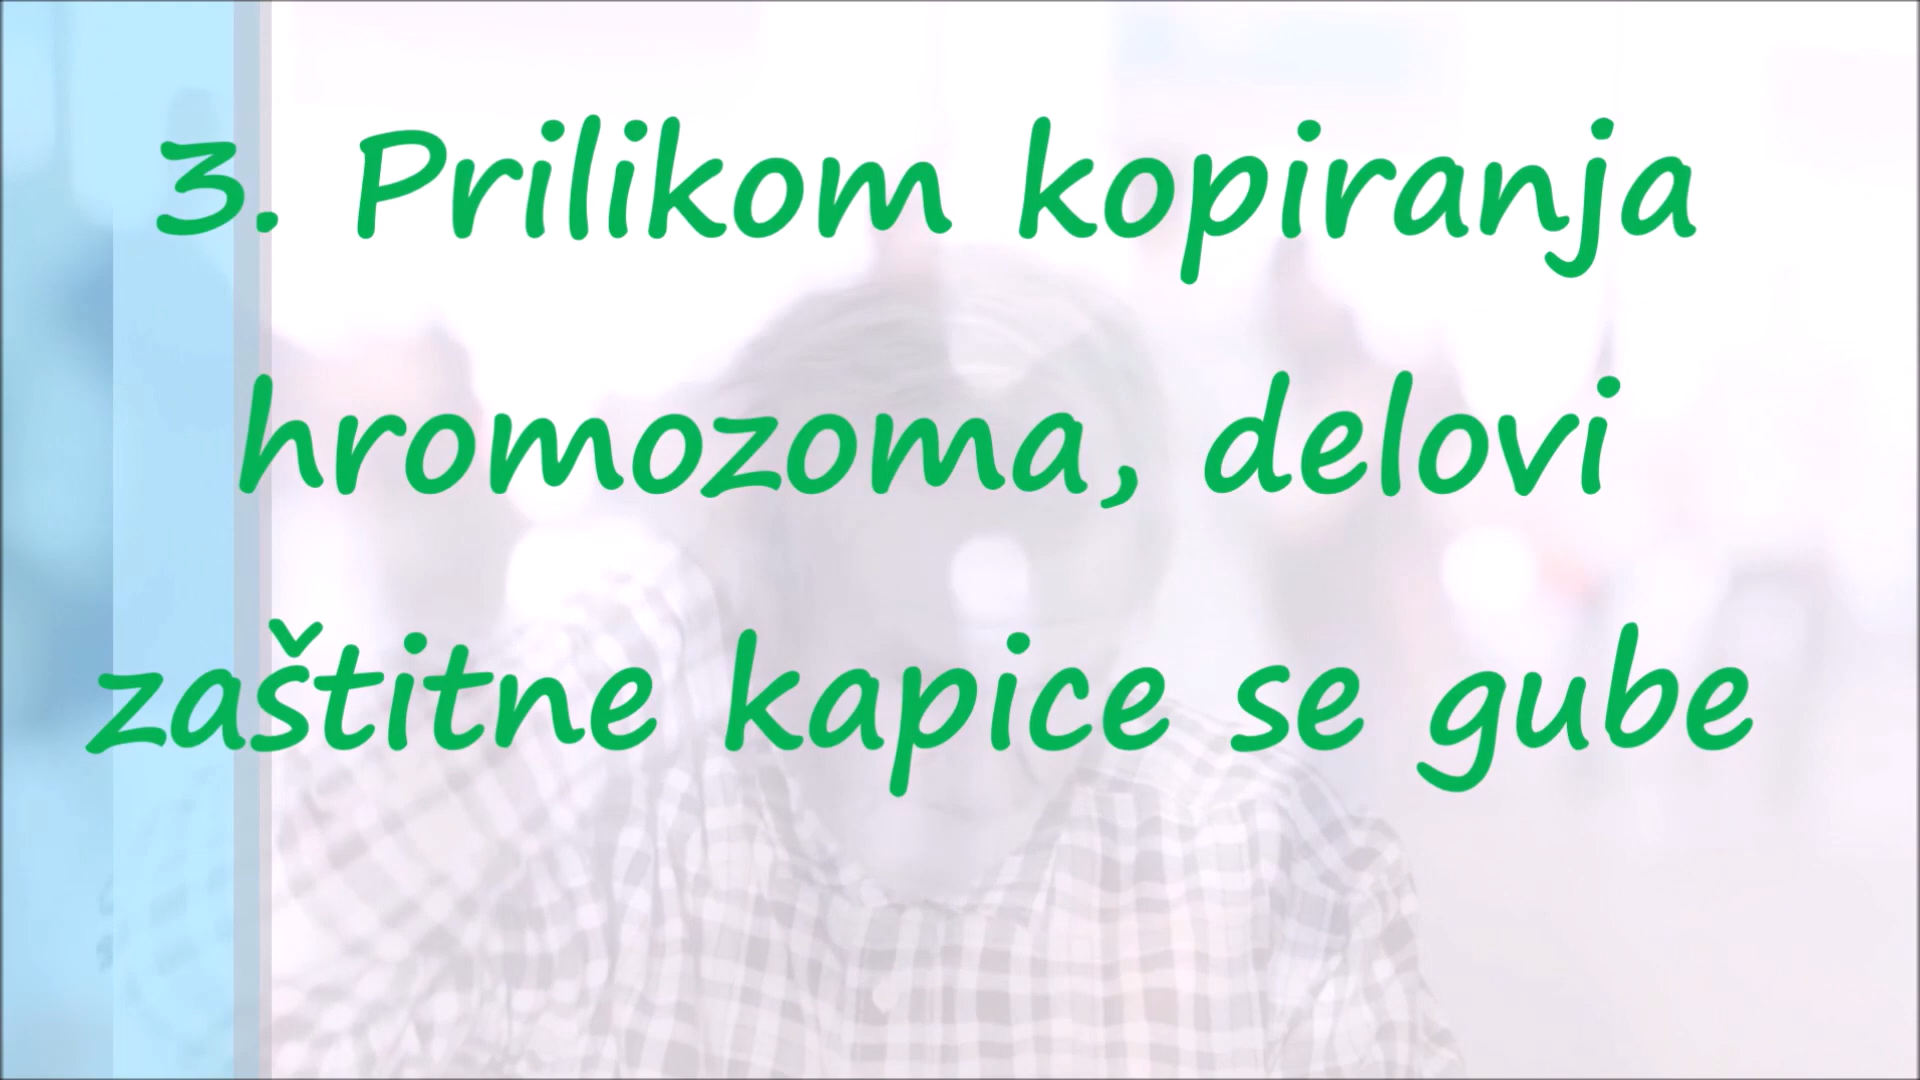 3. Prilikom kopiranja
hromozoma, delovi
zaštitne kapice se gube